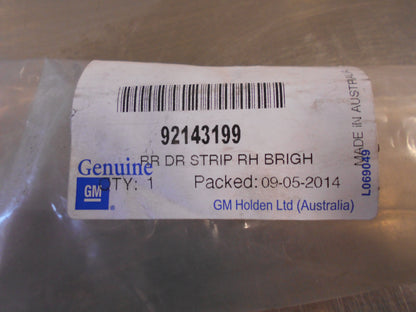 92143199
RR DR STRIP RH BRIGH
Genuine
GM
QTY: 1 Packed: 09-05-2014
GM Holden Ltd (Australia)
MADE IN AUSTRALIA
L069049